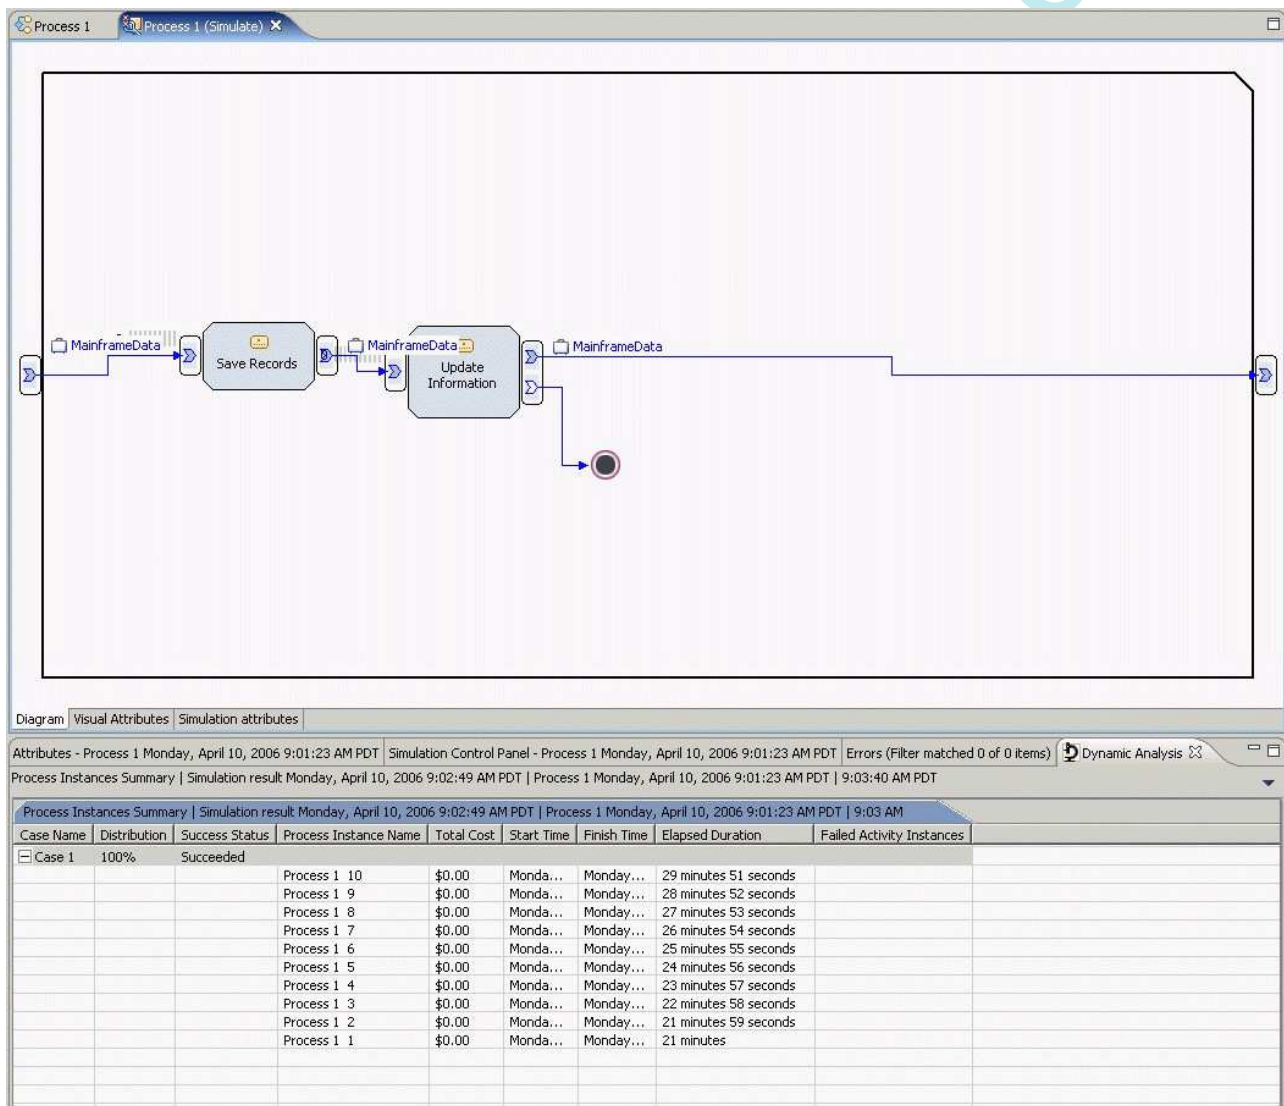 Process 1 Process 1 (Simulate)
MainframeData
Save Records
MainframeData
Update
Information
MainframeData
Diagram Visual Attributes Simulation attributes
Attributes - Process 1 Monday, April 10, 2006 9:01:23 AM PDT Simulation Control Panel - Process 1 Monday, April 10, 2006 9:01:23 AM PDT Errors (Filter matched 0 of 0 items) Dynamic Analysis
Process Instances Summary | Simulation result Monday, April 10, 2006 9:02:49 AM PDT | Process 1 Monday, April 10, 2006 9:01:23 AM PDT | 9:03:40 AM PDT
Process Instances Summary | Simulation result Monday, April 10, 2006 9:02:49 AM PDT | Process 1 Monday, April 10, 2006 9:01:23 AM PDT | 9:03 AM
Case Name Distribution Success Status Process Instance Name Total Cost Start Time Finish Time Elapsed Duration Failed Activity Instances
Case 1 100% Succeeded
Process 1 10 $0.00 Monda... Monday... 29 minutes 51 seconds
Process 1 9 $0.00 Monda... Monday... 28 minutes 52 seconds
Process 1 8 $0.00 Monda... Monday... 27 minutes 53 seconds
Process 1 7 $0.00 Monda... Monday... 26 minutes 54 seconds
Process 1 6 $0.00 Monda... Monday... 25 minutes 55 seconds
Process 1 5 $0.00 Monda... Monday... 24 minutes 56 seconds
Process 1 4 $0.00 Monda... Monday... 23 minutes 57 seconds
Process 1 3 $0.00 Monda... Monday... 22 minutes 58 seconds
Process 1 2 $0.00 Monda... Monday... 21 minutes 59 seconds
Process 1 1 $0.00 Monda... Monday... 21 minutes